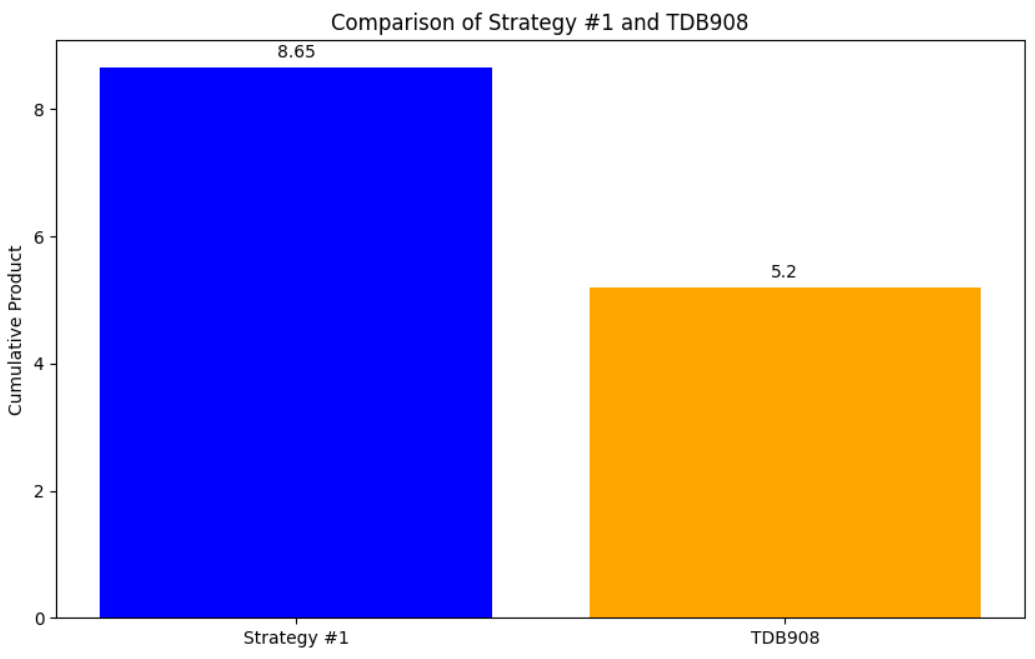 Comparison of Strategy #1 and TDB908
8.65
5.2
Cumulative Product
8
6
4
2
0
Strategy #1
TDB908